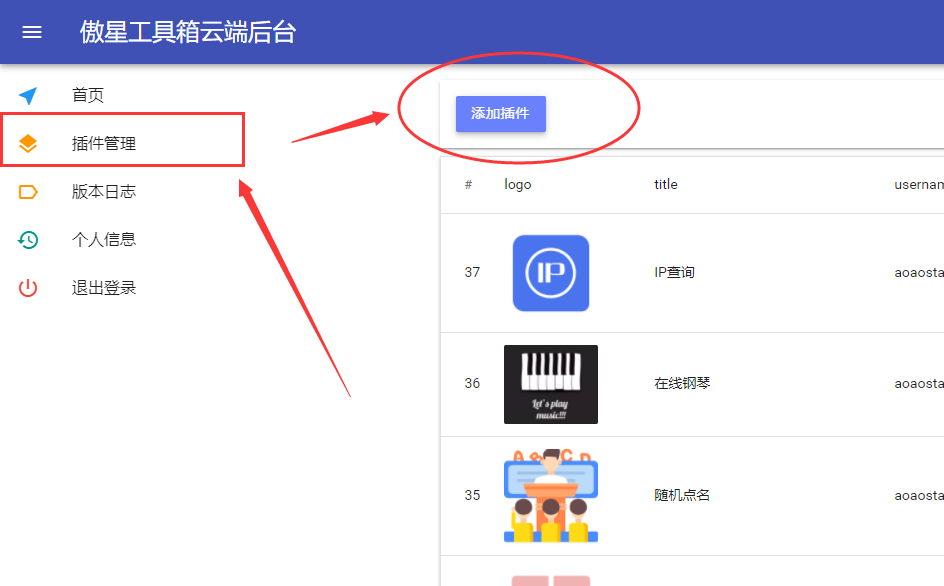 傲星工具箱云端后台
首页
插件管理
版本日志
个人信息
退出登录
添加插件
# logo title usernam
37 IP IP查询 aoaosta
36 Let's play music!!! 在线钢琴 aoaosta
35 A B C D 随机点名 aoaosta